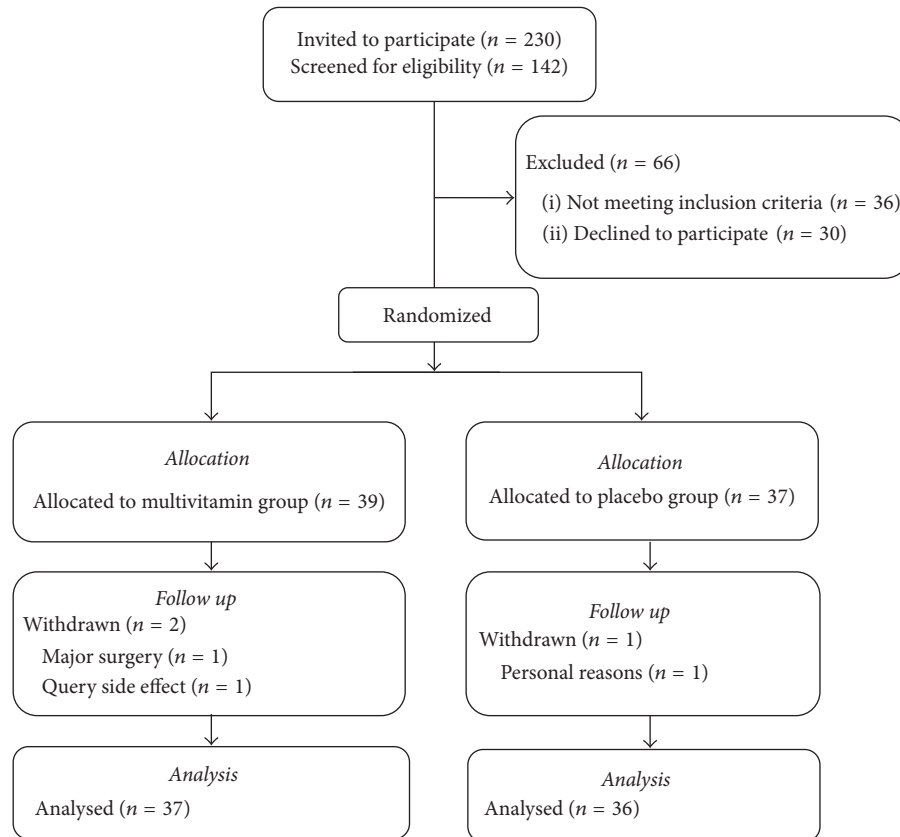 Invited to participate (n = 230)
Screened for eligibility (n = 142)
Excluded (n = 66)
(i) Not meeting inclusion criteria (n = 36)
(ii) Declined to participate (n = 30)
Randomized
Allocation
Allocated to multivitamin group (n = 39)
Allocation
Allocated to placebo group (n = 37)
Follow up
Withdrawn (n = 2)
Major surgery (n = 1)
Query side effect (n = 1)
Follow up
Withdrawn (n = 1)
Personal reasons (n = 1)
Analysis
Analysed (n = 37)
Analysis
Analysed (n = 36)